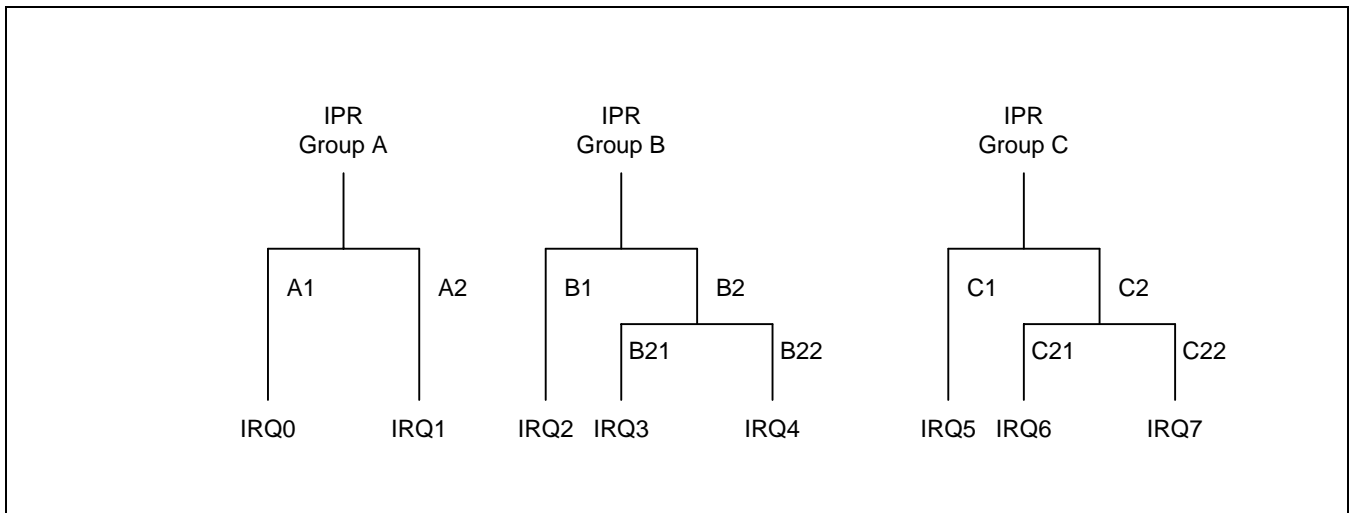 IPR
Group A
IPR
Group B
IPR
Group C
A1
A2
B1
B2
C1
C2
B21
B22
C21
C22
IRQ0
IRQ1
IRQ2
IRQ3
IRQ4
IRQ5
IRQ6
IRQ7